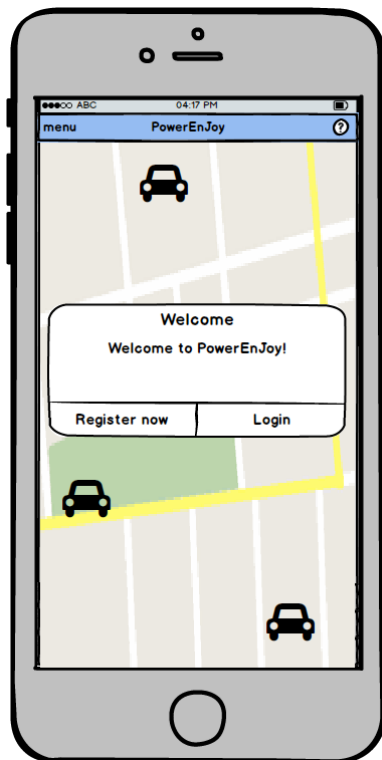 ●●●○○ ABC 04:17 PM
menu PowerEnJoy ?
Welcome
Welcome to PowerEnJoy!
Register now Login